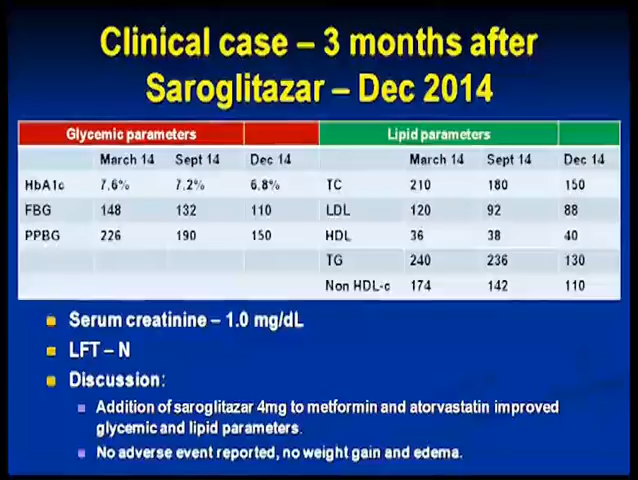 Clinical case – 3 months after
Saroglitazar – Dec 2014
Glycemic parameters Lipid parameters
March 14 Sept 14 Dec 14 March 14 Sept 14 Dec 14
HbA1c 7.6% 7.2% 6.8% TC 210 180 150
FBG 148 132 110 LDL 120 92 88
PPBG 226 190 150 HDL 36 38 40
TG 240 236 130
Non HDL-c 174 142 110
Serum creatinine – 1.0 mg/dL
LFT – N
Discussion:
Addition of saroglitazar 4mg to metformin and atorvastatin improved
glycemic and lipid parameters.
No adverse event reported, no weight gain and edema.